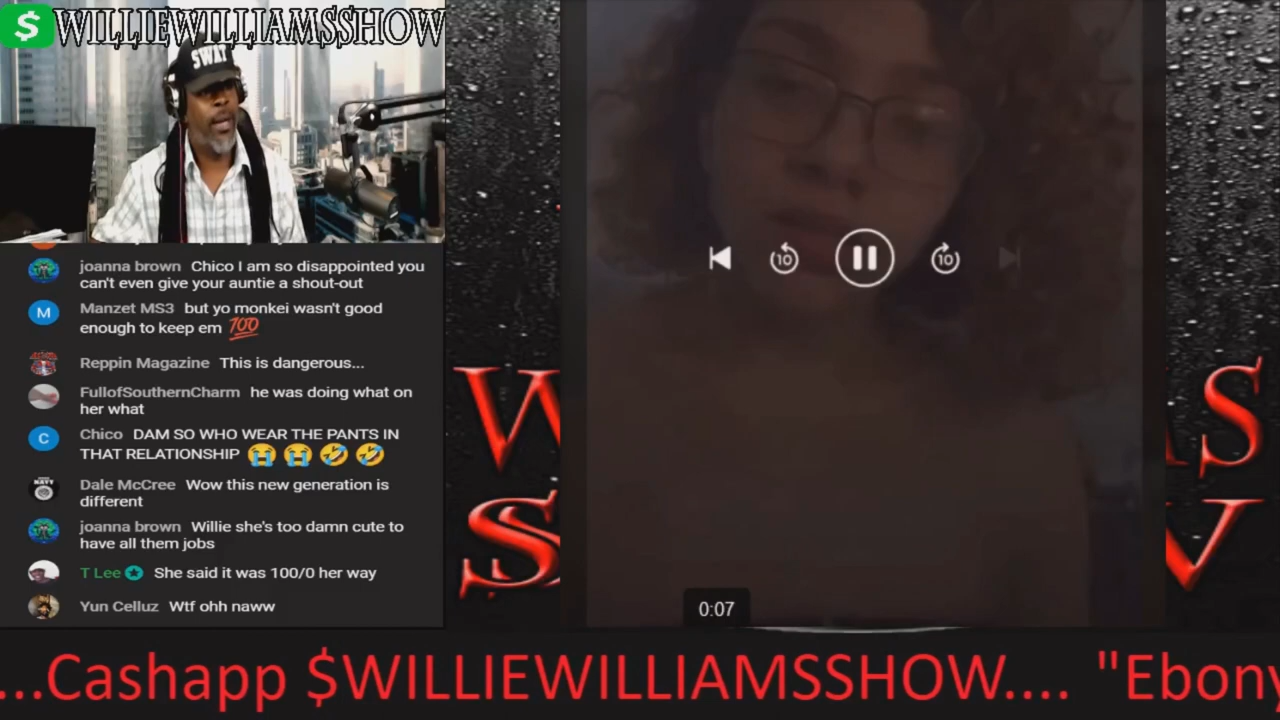 $ WILLIEWILLIAMSSHOW
SWAY
joanna brown Chico I am so disappointed you
can't even give your auntie a shout-out
Manzet MS3 but yo monkei wasn't good
enough to keep em 💯
Reppin Magazine This is dangerous...
FullofSouthernCharm he was doing what on
her what
C Chico DAM SO WHO WEAR THE PANTS IN
THAT RELATIONSHIP 😭😭🤣🤣
Dale McCree Wow this new generation is
different
joanna brown Willie she's too damn cute to
have all them jobs
T Lee She said it was 100/0 her way
Yun Celluz Wtf ohh naww
M
10
10
0:07
W
S
S
W
...Cashapp $WILLIEWILLIAMSSHOW.... "Ebony